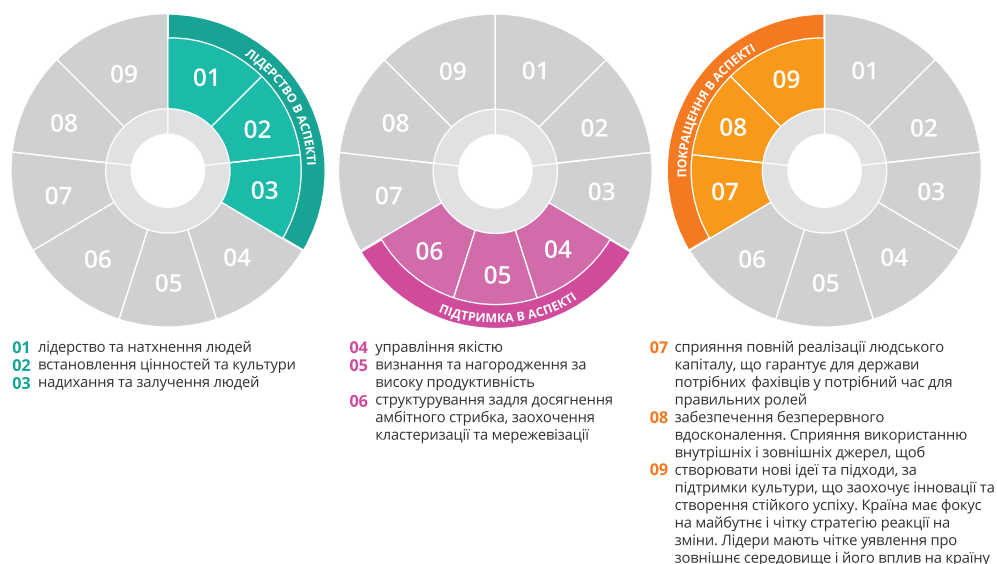 09
01
08
02
07
03
06
05
04
ЛІДЕРСТВО В АСПЕКТІ
09
01
08
02
07
03
06
05
04
ПІДТРИМКА В АСПЕКТІ
09
01
08
02
07
03
06
05
04
ПОКРАЩЕННЯ В АСПЕКТІ
01 лідерство та натхнення людей
02 встановлення цінностей та культури
03 надихання та залучення людей
04 управління якістю
05 визнання та нагородження за
високу продуктивність
06 структурування задля досягнення
амбітного стрибка, заохочення
кластеризації та мережевізації
07 сприяння повній реалізації людського
капіталу, що гарантує для держави
потрібних фахівців у потрібний час для
правильних ролей
08 забезпечення безперервного
вдосконалення. Сприяння використанню
внутрішніх і зовнішніх джерел, щоб
09 створювати нові ідеї та підходи, за
підтримки культури, що заохочує інновації та
створення стійкого успіху. Країна має фокус
на майбутнє і чітку стратегію реакції на
зміни. Лідери мають чітке уявлення про
зовнішнє середовище і його вплив на країну